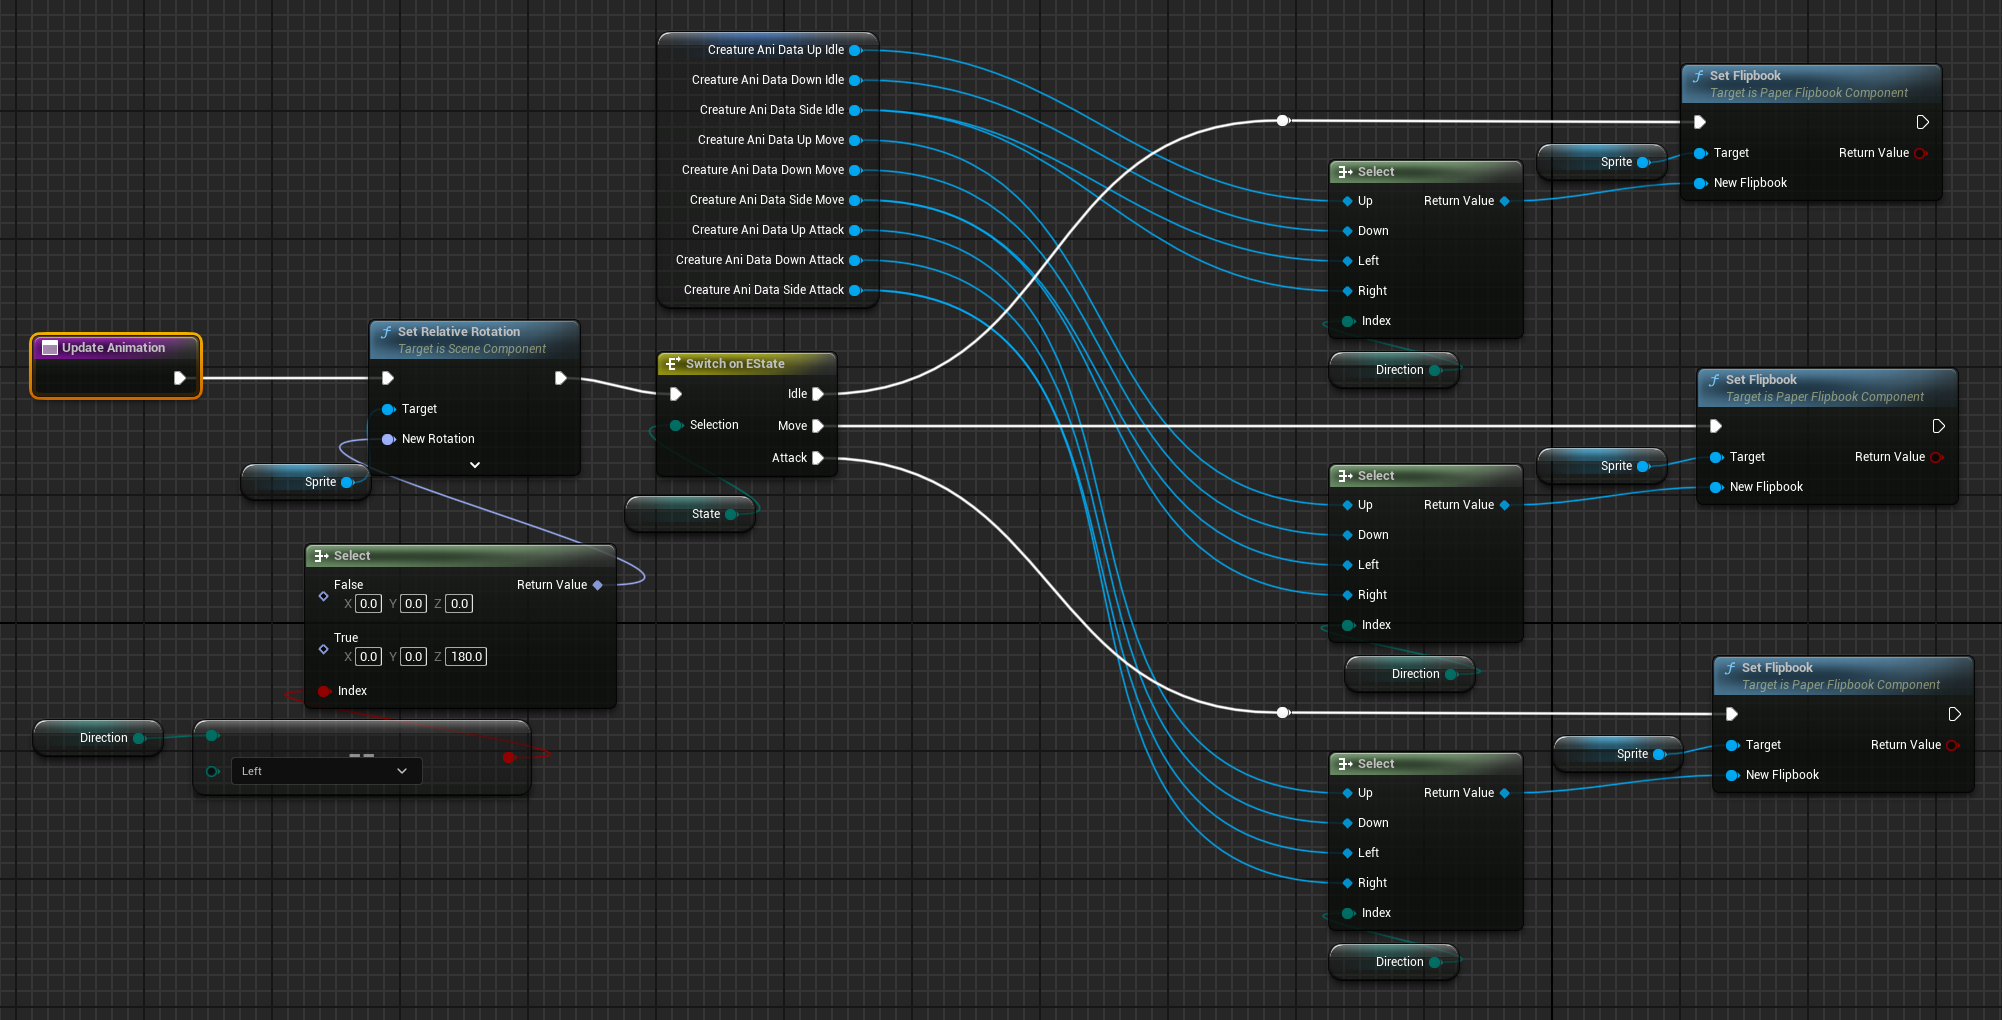 Creature Ani Data Up Idle
Creature Ani Data Down Idle
Creature Ani Data Side Idle
Creature Ani Data Up Move
Creature Ani Data Down Move
Creature Ani Data Side Move
Creature Ani Data Up Attack
Creature Ani Data Down Attack
Creature Ani Data Side Attack
Update Animation
Set Relative Rotation
Target is Scene Component
Target
New Rotation
Sprite
Switch on EState
Idle
Selection Move
Attack
State
Select
False Return Value
X 0.0 Y 0.0 Z 0.0
True
X 0.0 Y 0.0 Z 180.0
Index
Direction
==
Left
Set Flipbook
Target is Paper Flipbook Component
Target Return Value
New Flipbook
Sprite
Select
Up Return Value
Down
Left
Right
Index
Direction
Set Flipbook
Target is Paper Flipbook Component
Target Return Value
New Flipbook
Sprite
Select
Up Return Value
Down
Left
Right
Index
Direction
Set Flipbook
Target is Paper Flipbook Component
Target Return Value
New Flipbook
Sprite
Select
Up Return Value
Down
Left
Right
Index
Direction